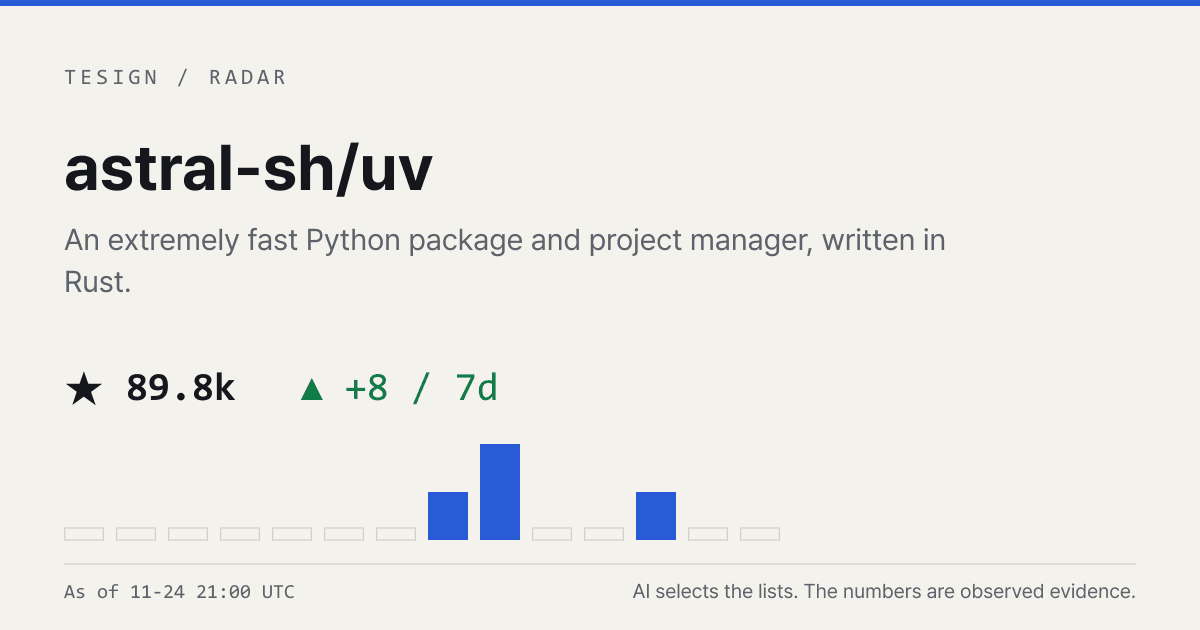 TESIGN / RADAR
astral-sh/uv
An extremely fast Python package and project manager, written in
Rust.
★ 89.8k ▲ +8 / 7d
As of 11-24 21:00 UTC
AI selects the lists. The numbers are observed evidence.